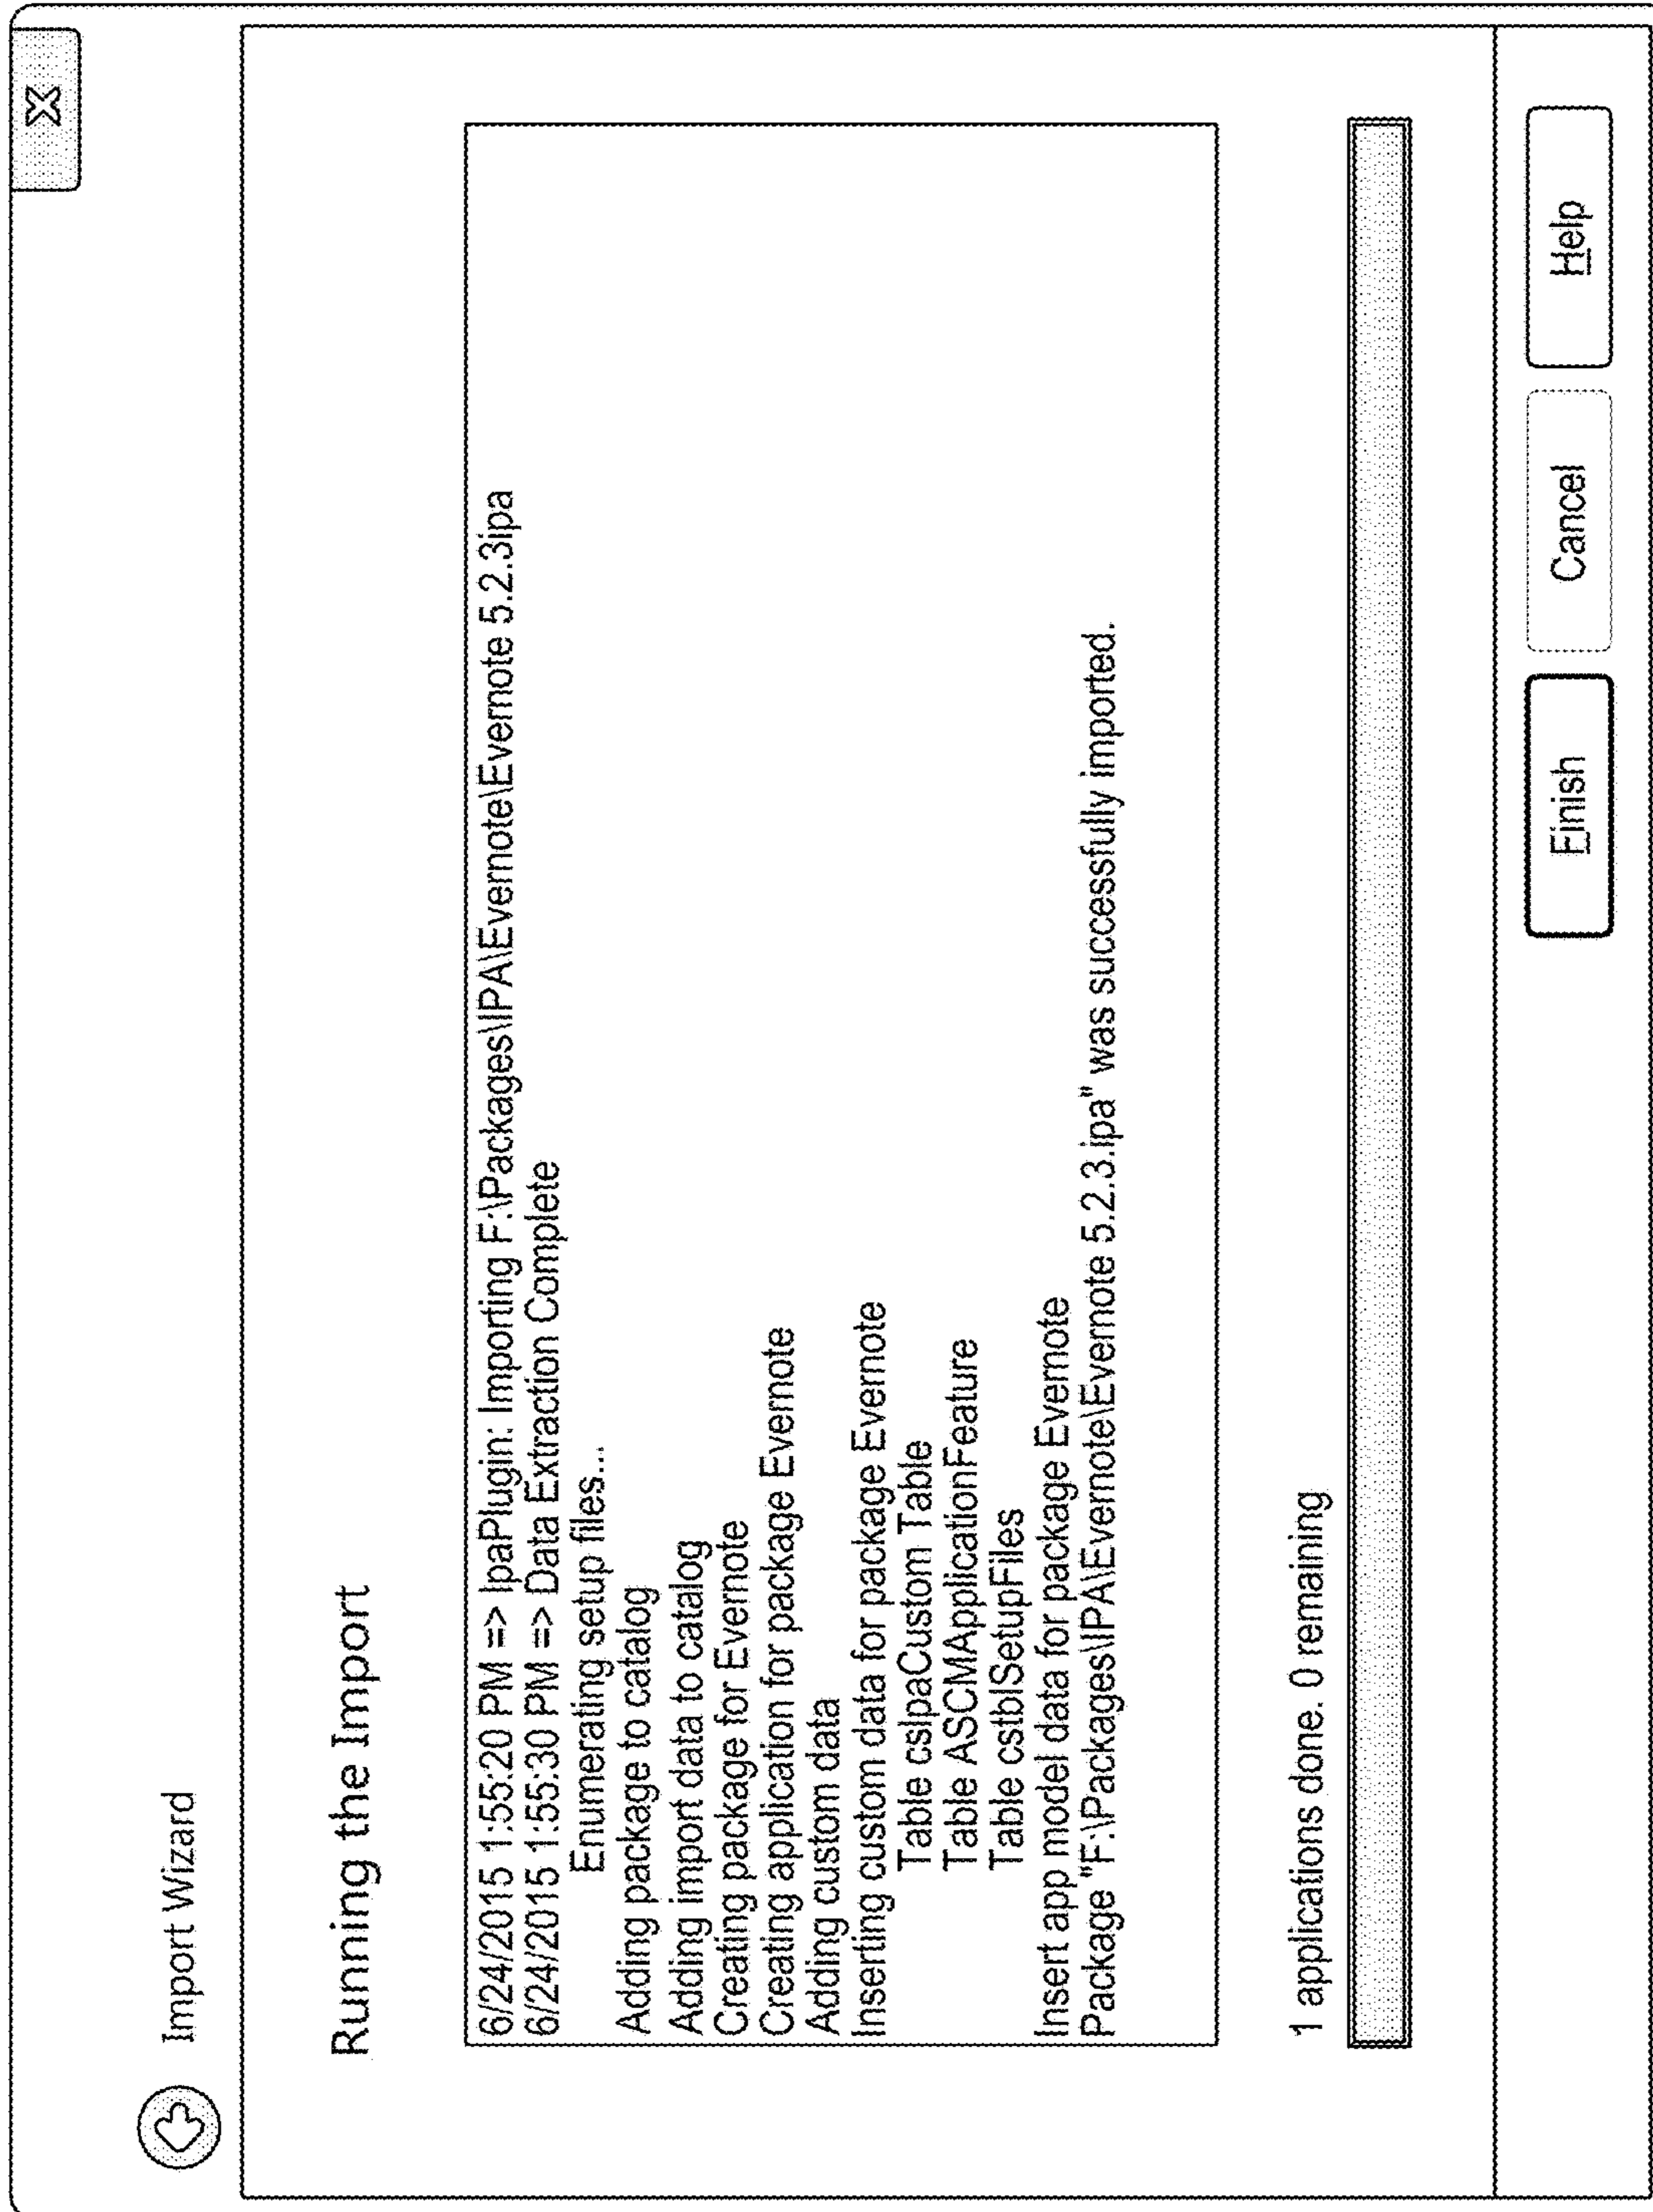 X
Import Wizard
Running the Import
6/24/2015 1:55:20 PM => IpaPlugin: Importing F:\Packages\IPA\Evernote\Evernote 5.2.3ipa
6/24/2015 1:55:30 PM => Data Extraction Complete
Enumerating setup files...
Adding package to catalog
Adding import data to catalog
Creating package for Evernote
Creating application for package Evernote
Adding custom data
Inserting custom data for package Evernote
Table csIpaCustom Table
Table ASCMApplicationFeature
Table cstblSetupFiles
Insert app model data for package Evernote
Package "F:\Packages\IPA\Evernote\Evernote 5.2.3.ipa" was successfully imported.
1 applications done. 0 remaining
Finish
Cancel
Help